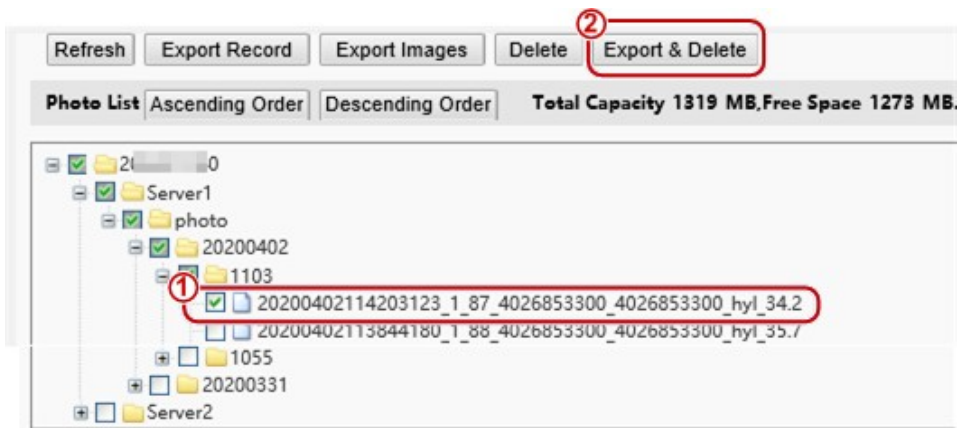 ②
Refresh Export Record Export Images Delete Export & Delete
Photo List Ascending Order Descending Order Total Capacity 1319 MB,Free Space 1273 MB.
Server1
photo
20200402
①
1103
20200402114203123_1_87_4026853300_4026853300_hyl_34.2
20200402113844180_1_88_4026853300_4026853300_hyl_35.7
1055
20200331
Server2